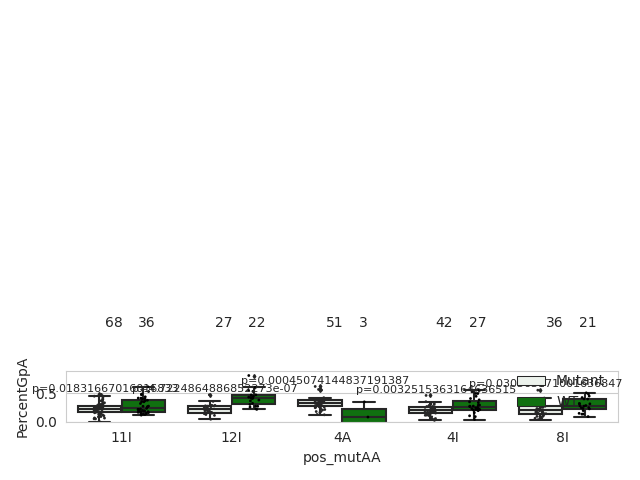 68 36 27 22 51 3 42 27 36 21
p=0.00045074144837191387
p=0.003251536316636515
Mutant
PercentGpA
0.5
0.0
11I 12I 4A 4I 8I
pos_mutAA